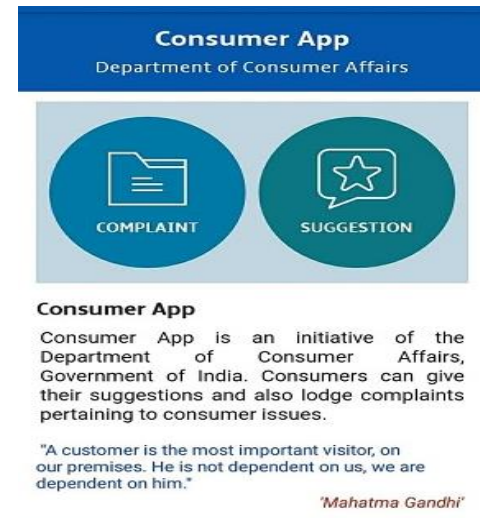 Consumer App
Department of Consumer Affairs
COMPLAINT
SUGGESTION
Consumer App
Consumer App is an initiative of the
Department of Consumer Affairs,
Government of India. Consumers can give
their suggestions and also lodge complaints
pertaining to consumer issues.
"A customer is the most important visitor, on
our premises. He is not dependent on us, we are
dependent on him."
'Mahatma Gandhi'